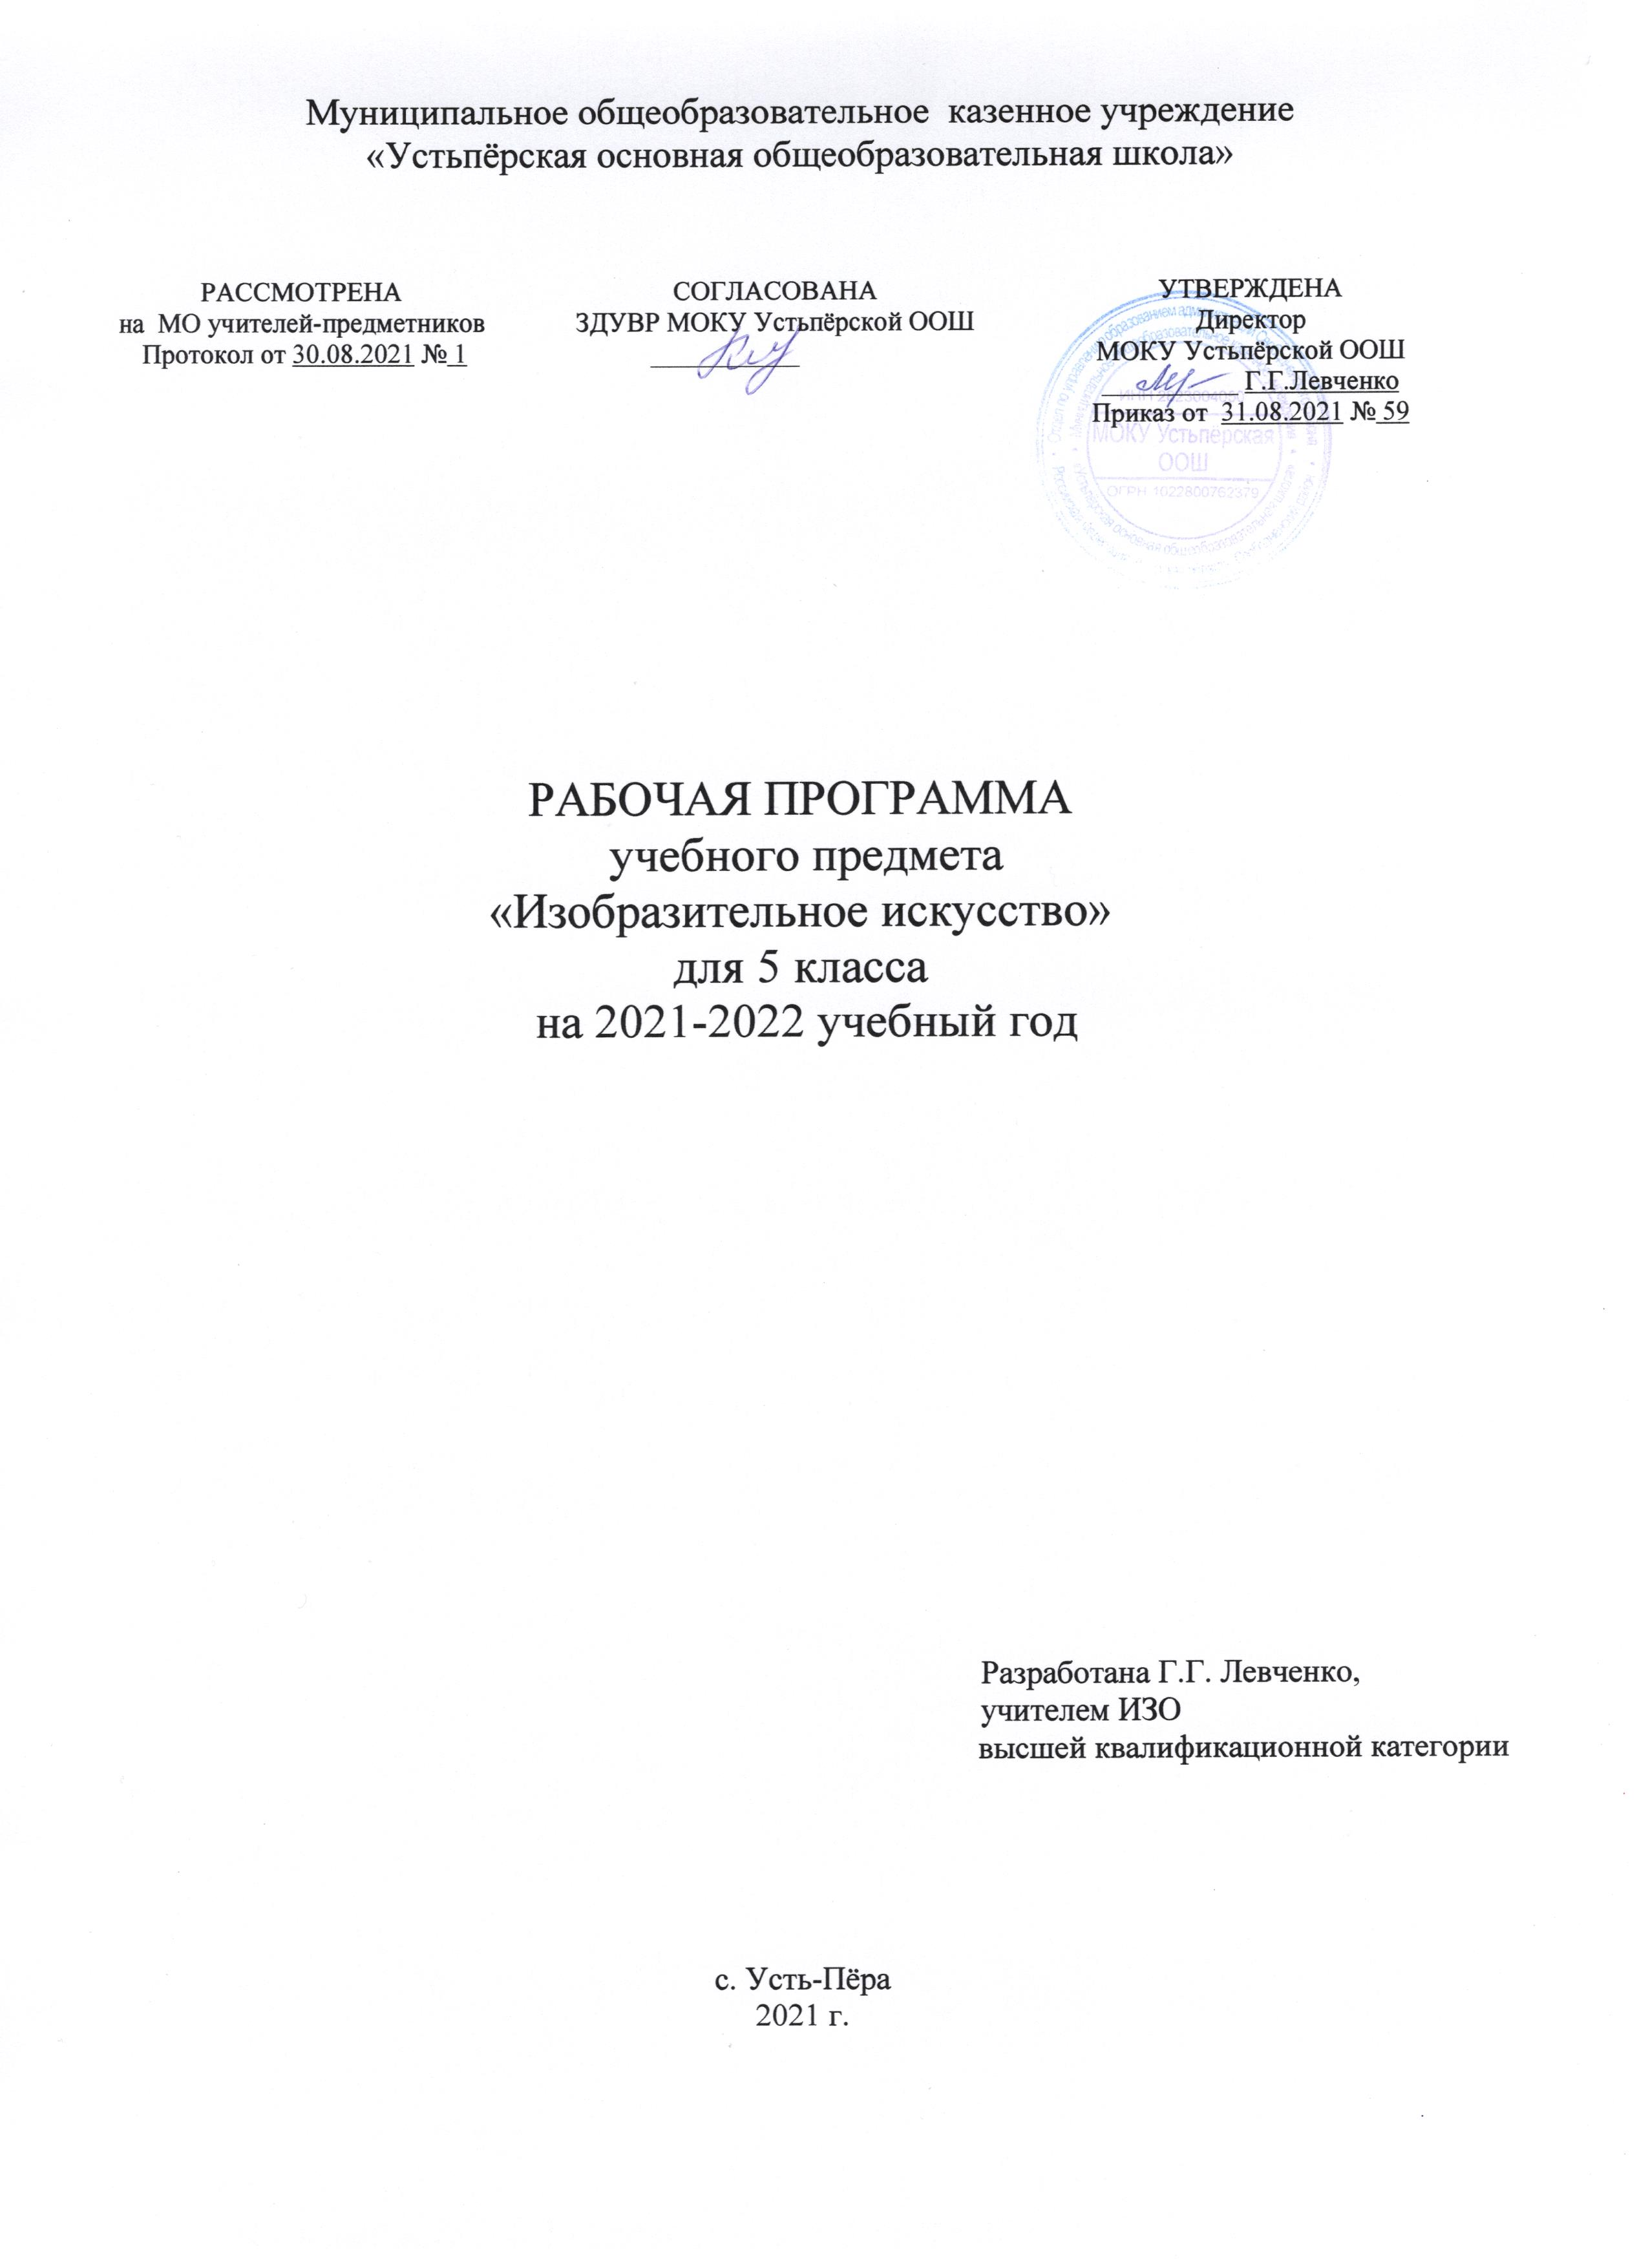 Муниципальное общеобразовательное казенное учреждение
«Устьпёрская основная общеобразовательная школа»
РАССМОТРЕНА
на МО учителей-предметников
Протокол от 30.08.2021 № 1
СОГЛАСОВАНА
ЗДУВР МОКУ Устьпёрской ООШ
УТВЕРЖДЕНА
Директор
МОКУ Устьпёрской ООШ
Г.Г.Левченко
Приказ от 31.08.2021 № 59
МОКУ Устьпёрская
ООШ
ОГРН 1022800762379
РАБОЧАЯ ПРОГРАММА
учебного предмета
«Изобразительное искусство»
для 5 класса
на 2021-2022 учебный год
Разработана Г.Г. Левченко,
учителем ИЗО
высшей квалификационной категории
с. Усть-Пёра
2021 г.